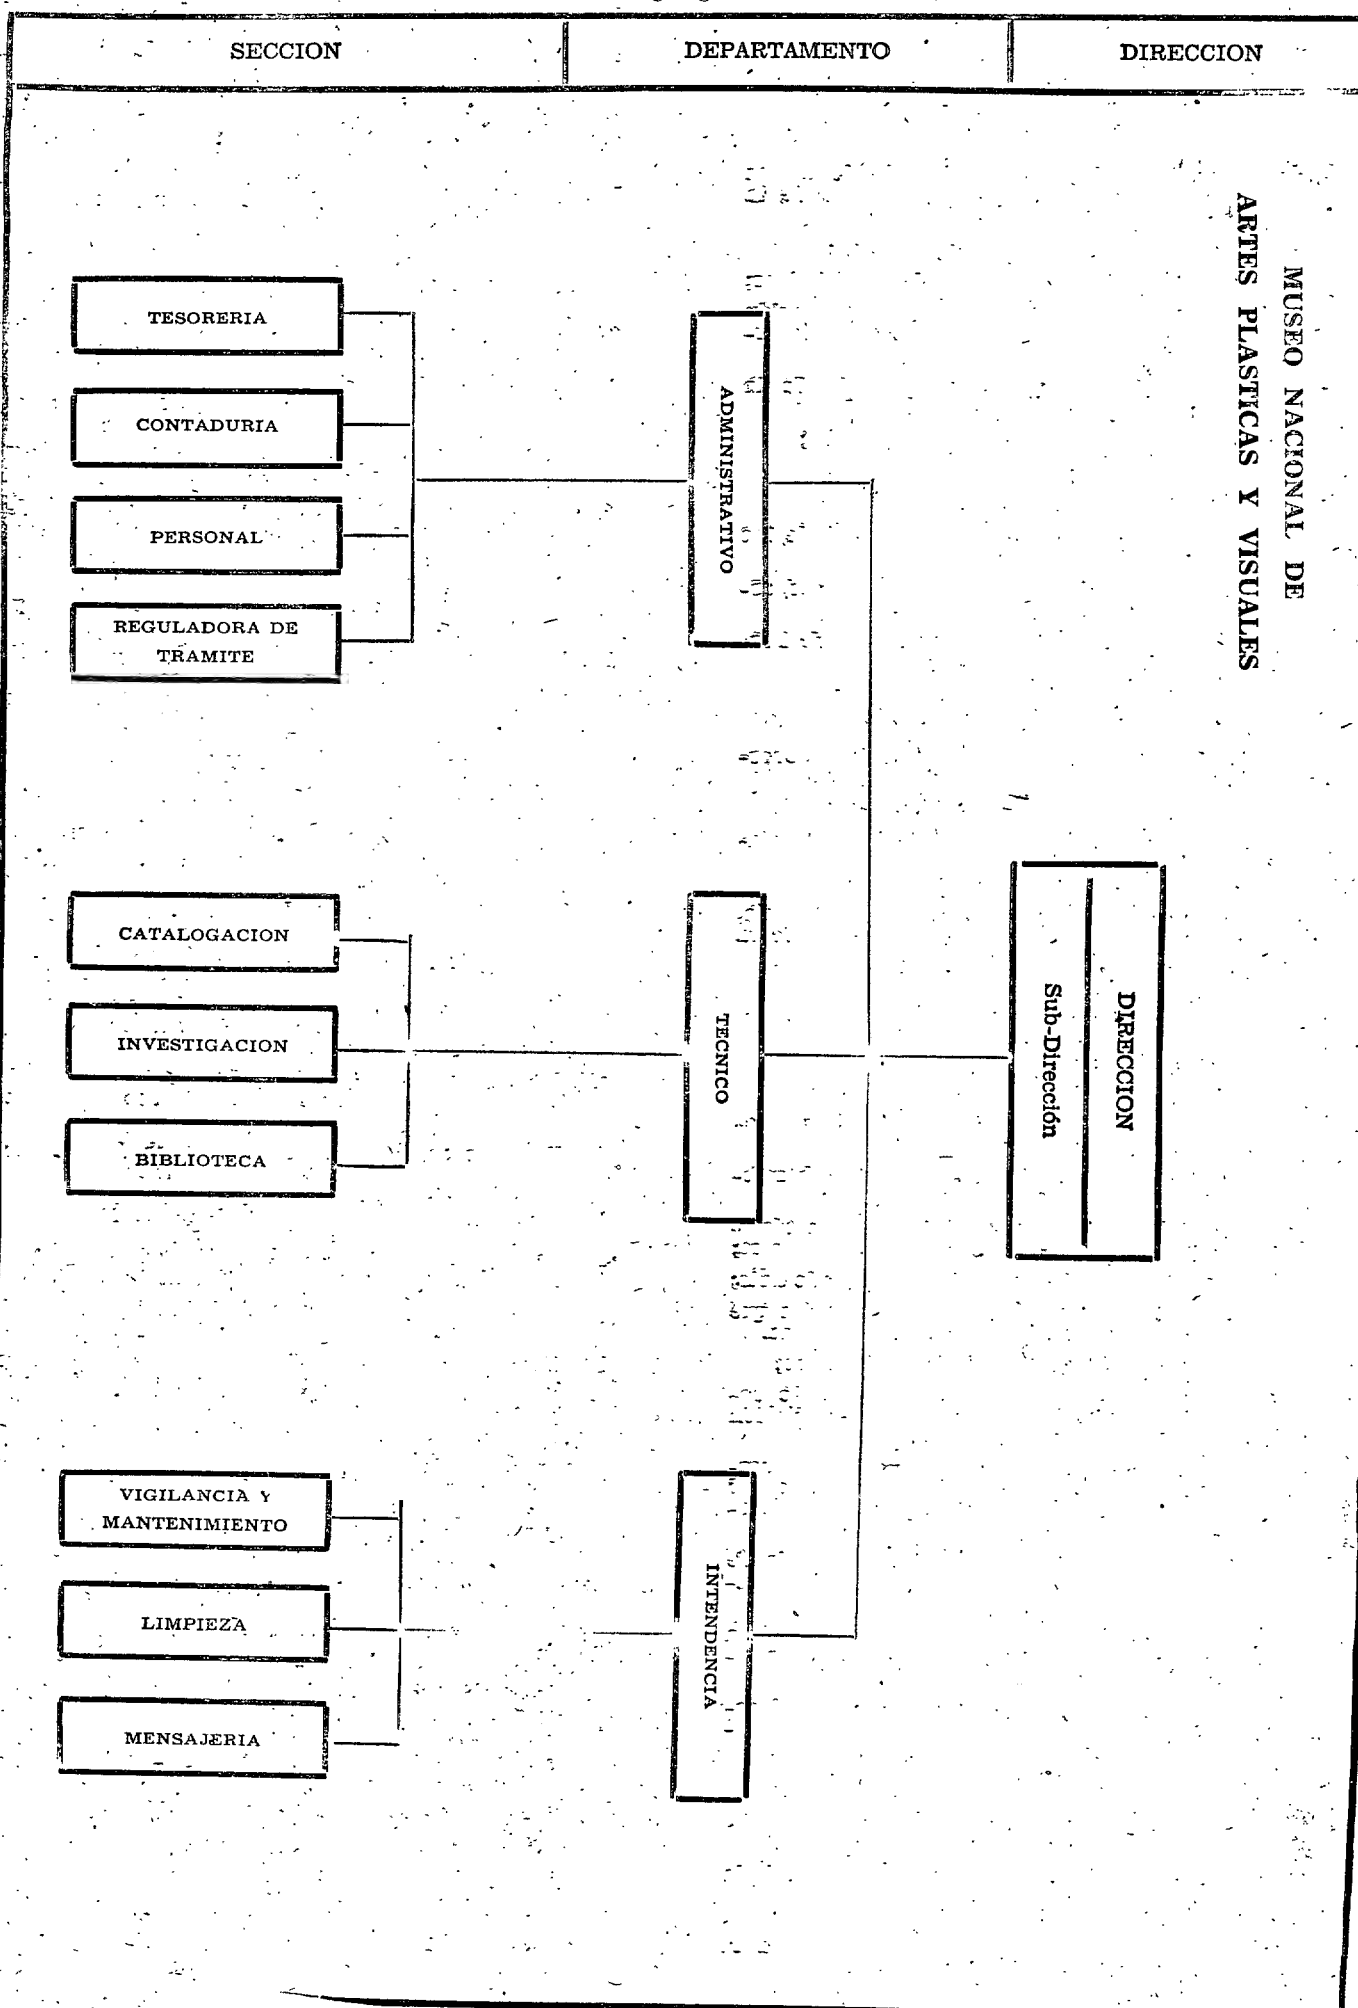 SECCION
DEPARTAMENTO
DIRECCION
MUSEO NACIONAL DE
ARTES PLASTICAS Y VISUALES
DIRECCION
Sub-Dirección
ADMINISTRATIVO
TESORERIA
CONTADURIA
PERSONAL
REGULADORA DE
TRAMITE
TECNICO
CATALOGACION
INVESTIGACION
BIBLIOTECA
INTENDENCIA
VIGILANCIA Y
MANTENIMIENTO
LIMPIEZA
MENSAJERIA